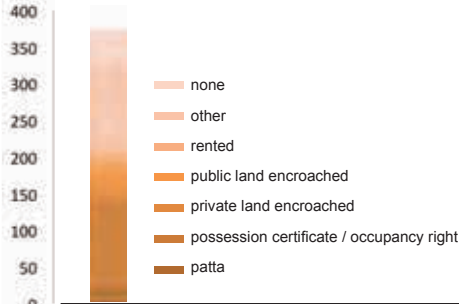 400
350
300
250
200
150
100
50
0
none
other
rented
public land encroached
private land encroached
possession certificate / occupancy right
patta